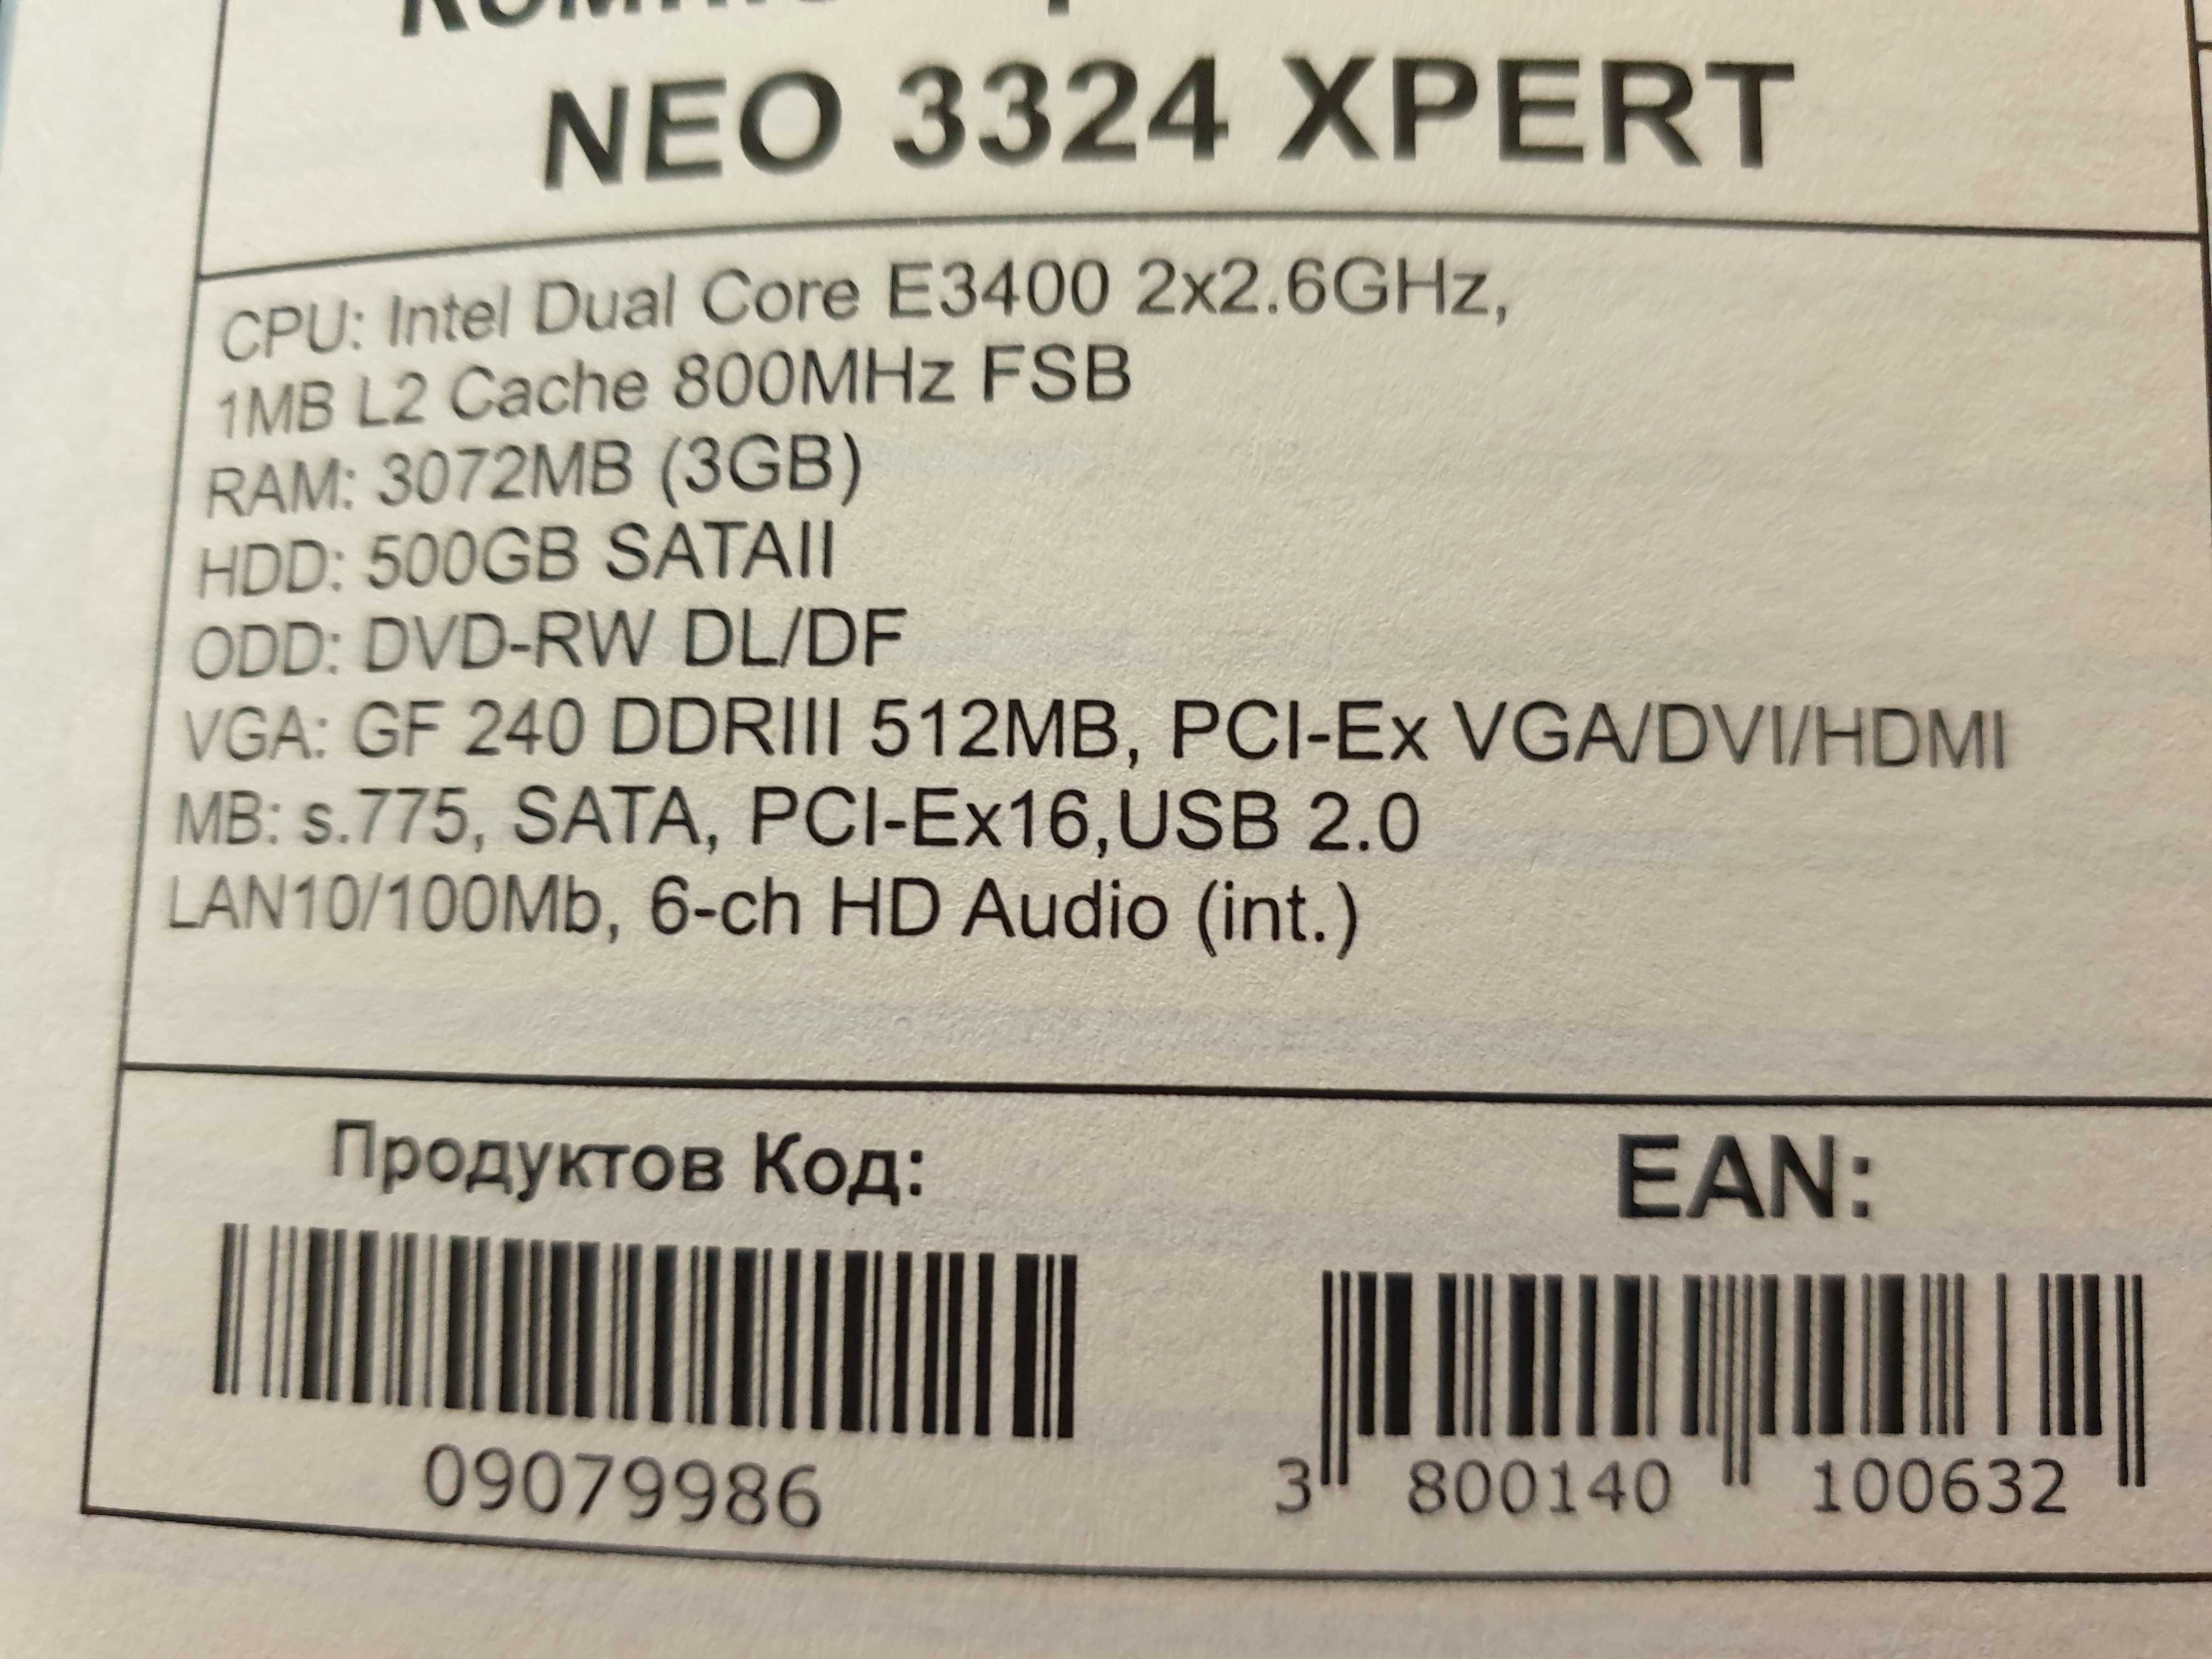 NEO 3324 XPERT
CPU: Intel Dual Core E3400 2x2.6GHz,
1MB L2 Cache 800MHz FSB
RAM: 3072MB (3GB)
HDD: 500GB SATAII
ODD: DVD-RW DL/DF
VGA: GF 240 DDRIII 512MB, PCI-Ex VGA/DVI/HDMI
MB: s.775, SATA, PCI-Ex16,USB 2.0
LAN10/100Mb, 6-ch HD Audio (int.)
Продуктов Код:
09079986
EAN:
3 800140 100632